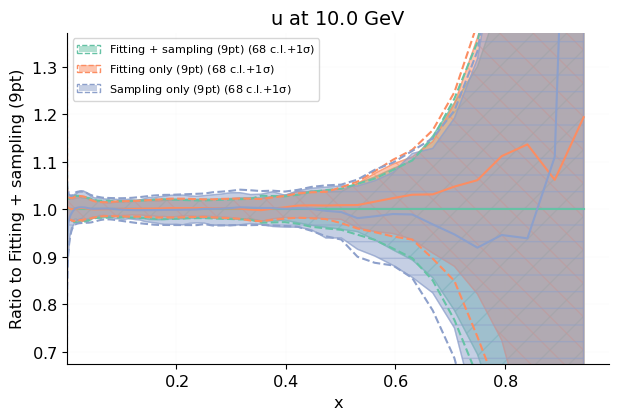 u at 10.0 GeV
Fitting + sampling (9pt) (68 c.l.+1σ)
Fitting only (9pt) (68 c.l.+1σ)
Sampling only (9pt) (68 c.l.+1σ)
Ratio to Fitting + sampling (9pt)
1.3
1.2
1.1
1.0
0.9
0.8
0.7
0.2 0.4 0.6 0.8
x